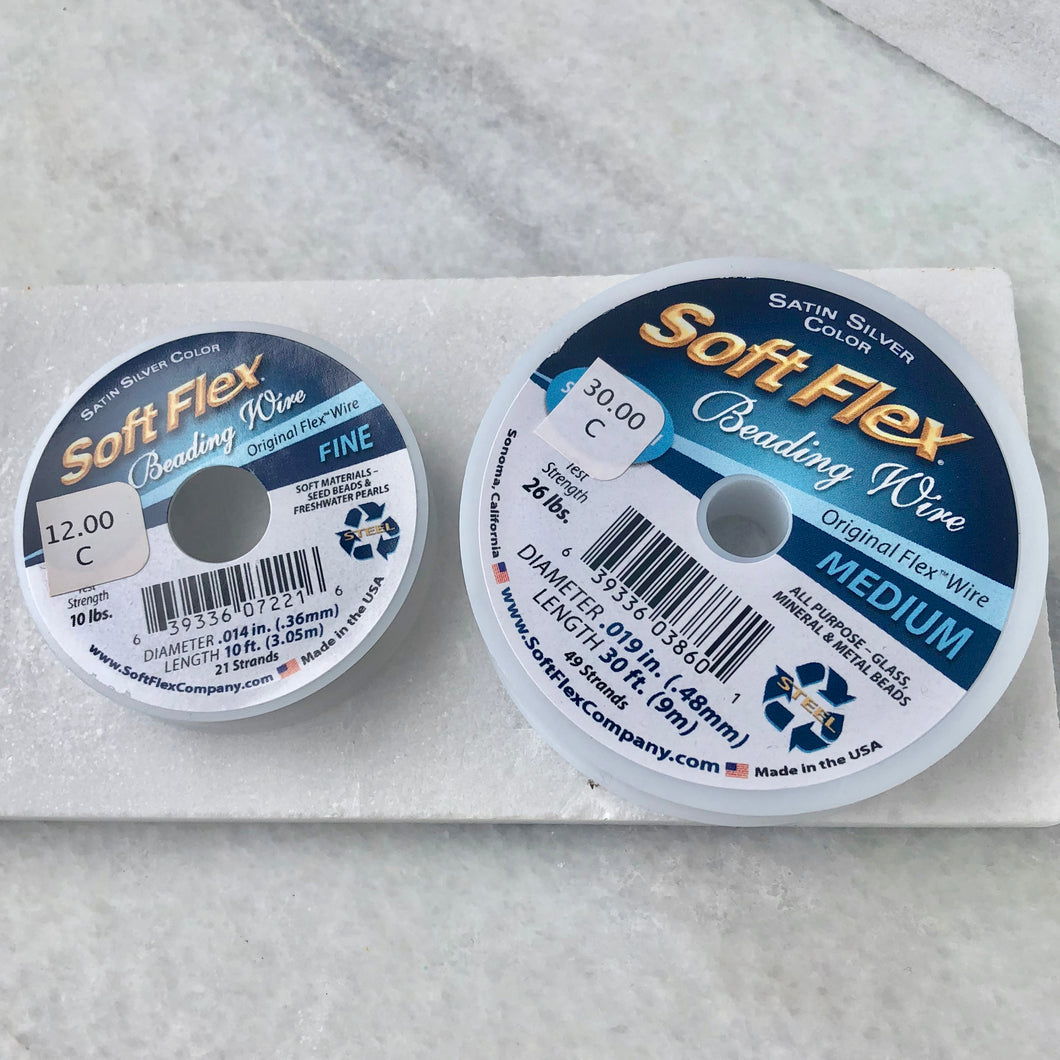 SATIN SILVER COLOR
Soft Flex®
Beading Wire
Original Flex™ Wire
FINE
SOFT MATERIALS –
SEED BEADS &
FRESHWATER PEARLS
STEEL
12.00
C
Strength
10 lbs.
6 39336 07221 6
DIAMETER .014 in. (.36mm)
LENGTH 10 ft. (3.05m)
21 Strands
Made in the USA
www.SoftFlexCompany.com
SATIN SILVER
COLOR
Soft Flex®
Beading Wire
Original Flex™ Wire
MEDIUM
ALL PURPOSE – GLASS,
MINERAL & METAL BEADS
STEEL
30.00
C
Test
Strength
26 lbs.
6 39336 03860 1
DIAMETER .019 in. (.48mm)
LENGTH 30 ft. (9m)
49 Strands
Sonoma, California
www.SoftFlexCompany.com
Made in the USA